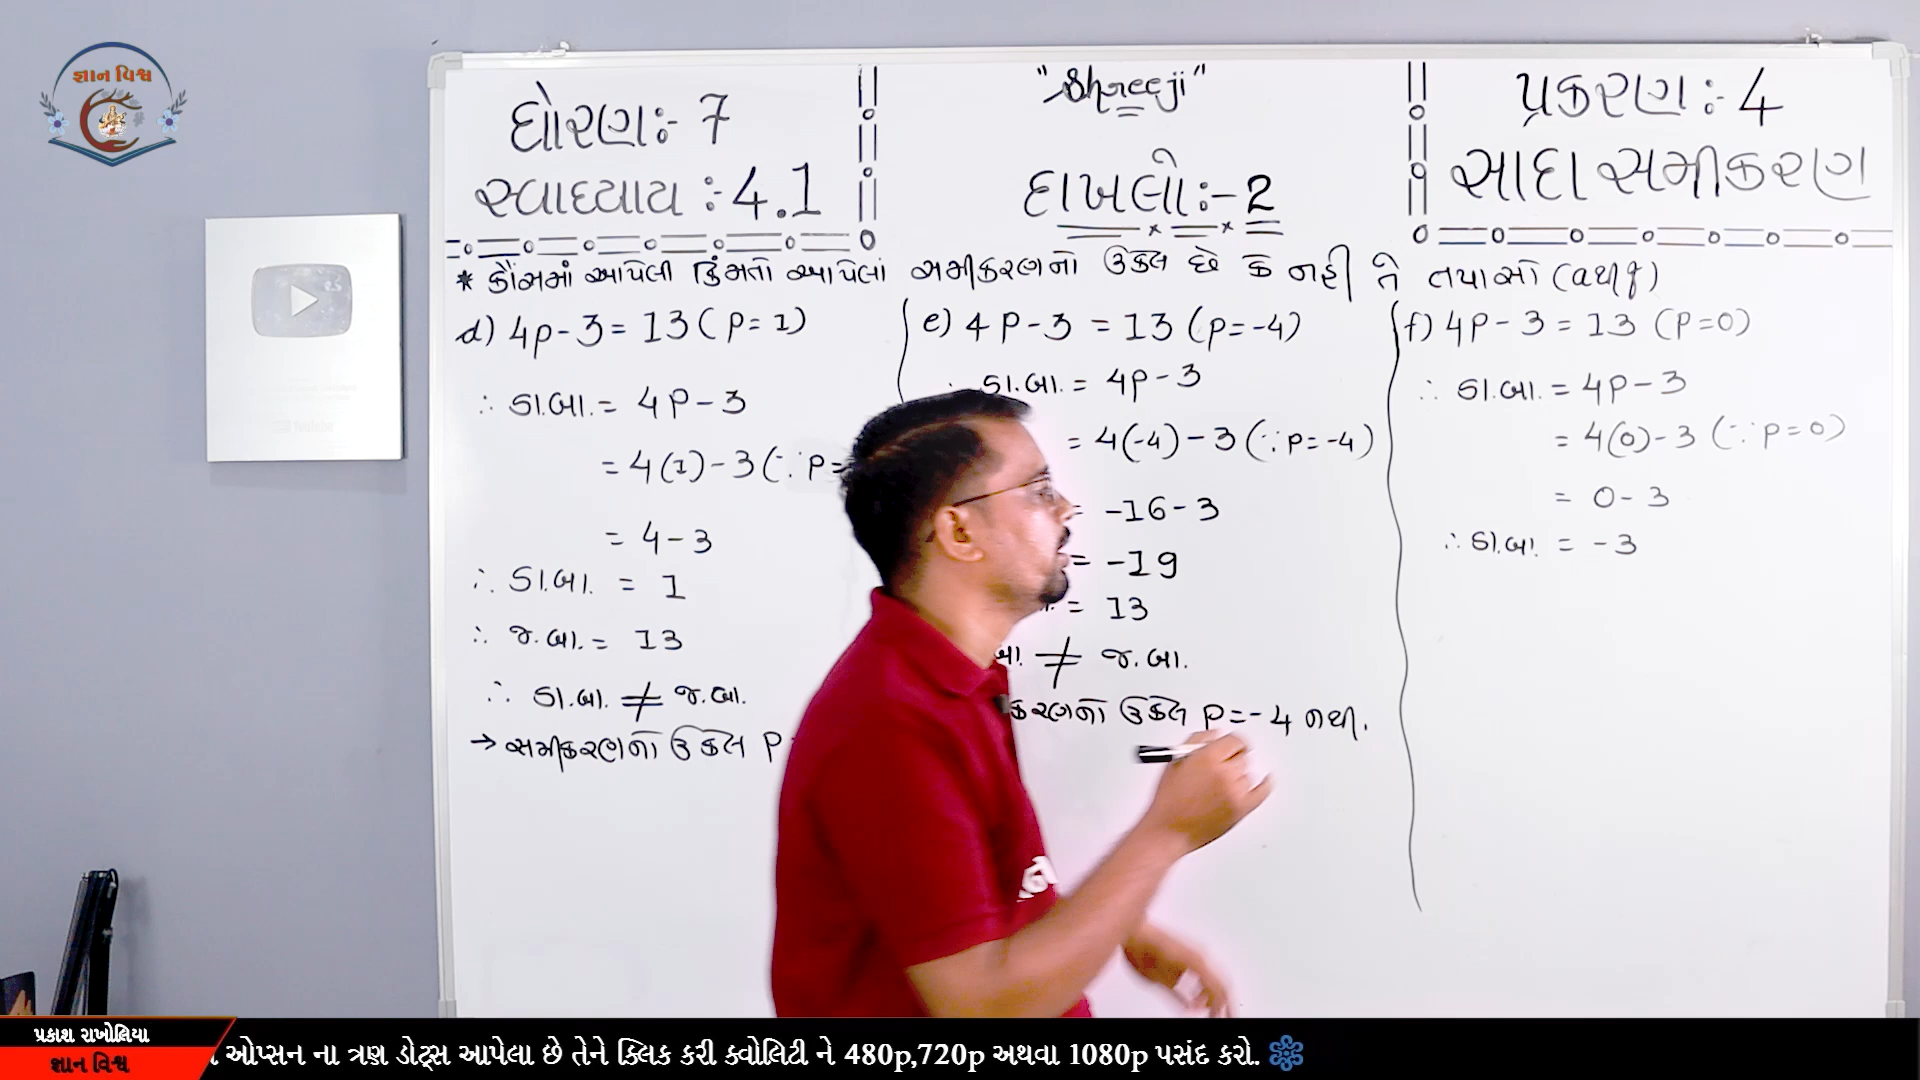 જ્ઞાન વિશ્વ
ધોરણ:- 7
સ્વાધ્યાય :- 4.1
"Shreeji"
દાખલો:- 2
પ્રકરણ :- 4
સાદા સમીકરણ
* કૌંસમાં આપેલી કિંમતો આપેલાં સમીકરણનો ઉકેલ છે કે નહી તે તપાસો
d) 4p - 3 = 13 ( p = 1)
∴ ડા.બા. = 4p - 3
= 4(1) - 3 (∵ p =
= 4 - 3
∴ ડા.બા. = 1
∴ જ.બા. = 13
∴ ડા.બા. ≠ જ.બા.
→ સમીકરણનો ઉકેલ p
e) 4p - 3 = 13 (p = -4)
ડા.બા. = 4p - 3
= 4(-4) - 3 (∵ p = -4)
= -16 - 3
= -19
= 13
બા. ≠ જ.બા.
કરણનો ઉકેલ p = -4 નથી.
f) 4p - 3 = 13 (p = 0)
∴ ડા.બા. = 4p - 3
= 4(0) - 3 (∵ p = 0)
= 0 - 3
∴ ડા.બા. = -3
પ્રકાશ રાખોલિયા
જ્ઞાન વિશ્વ
ઓપ્સન ના ત્રણ ડોટ્સ આપેલા છે તેને ક્લિક કરી ક્વોલિટી ને 480p,720p અથવા 1080p પસંદ કરો.